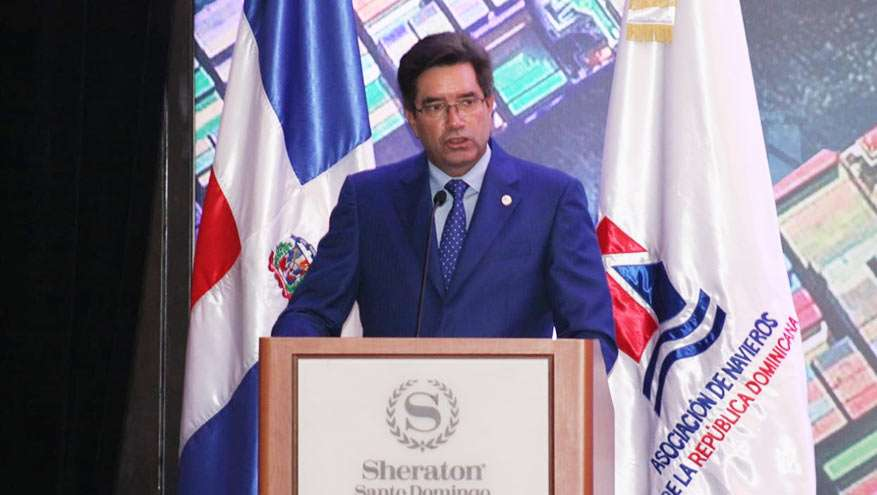 ASOCIACIÓN DE NAVIEROS
DE LA REPÚBLICA DOMINICANA
S
Sheraton
Santo Domingo